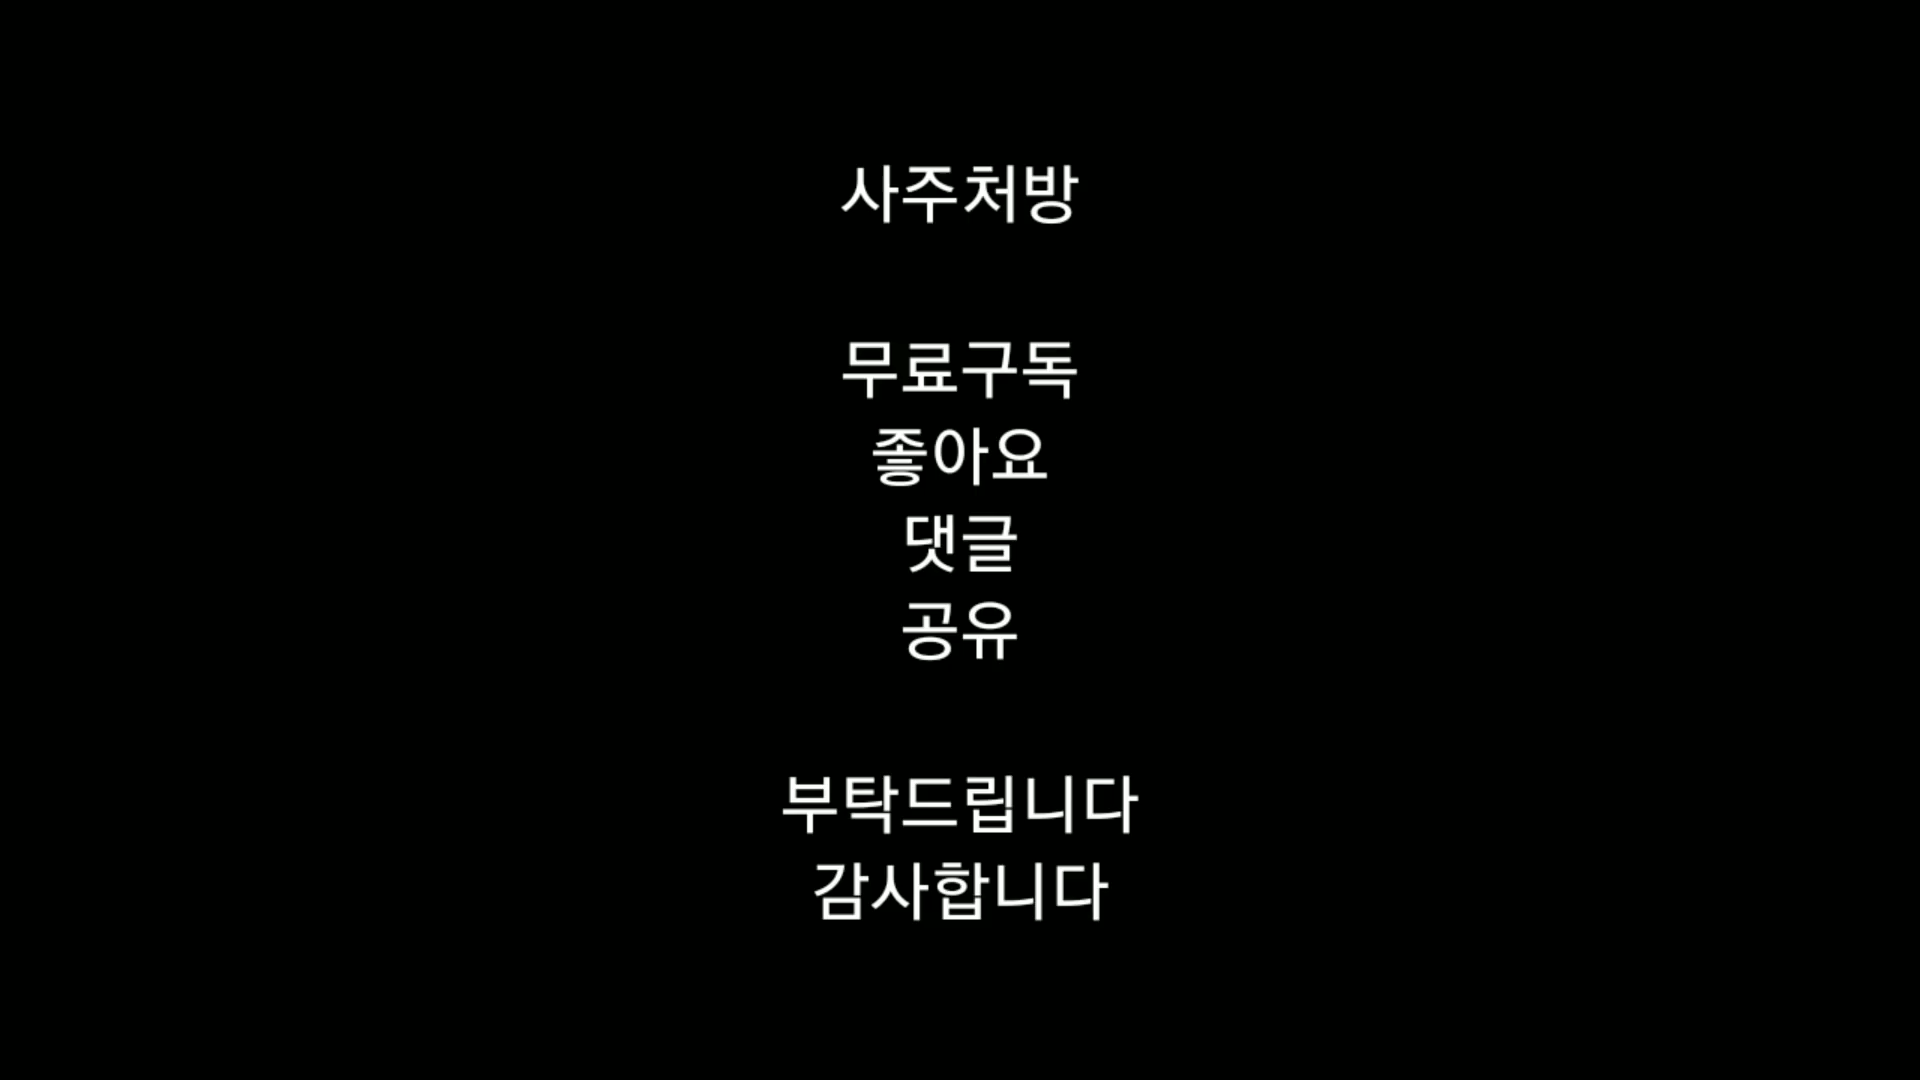 사주처방
무료구독
좋아요
댓글
공유
부탁드립니다
감사합니다